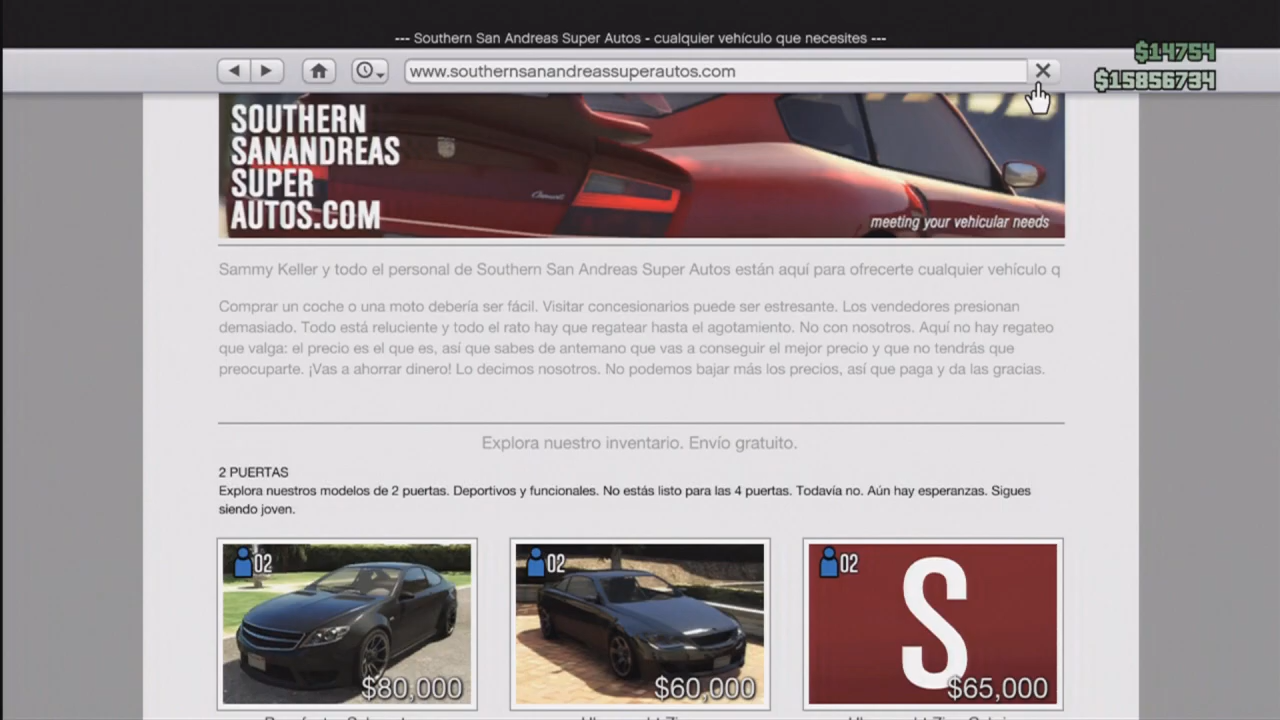 --- Southern San Andreas Super Autos - cualquier vehículo que necesites ---
$14754
www.southernsanandreassuperautos.com
$15856734
SOUTHERN
SANANDREAS
SUPER
AUTOS.COM
meeting your vehicular needs
Sammy Keller y todo el personal de Southern San Andreas Super Autos están aquí para ofrecerte cualquier vehículo q
Comprar un coche o una moto debería ser fácil. Visitar concesionarios puede ser estresante. Los vendedores presionan
demasiado. Todo está reluciente y todo el rato hay que regatear hasta el agotamiento. No con nosotros. Aquí no hay regateo
que valga: el precio es el que es, así que sabes de antemano que vas a conseguir el mejor precio y que no tendrás que
preocuparte. ¡Vas a ahorrar dinero! Lo decimos nosotros. No podemos bajar más los precios, así que paga y da las gracias.
Explora nuestro inventario. Envío gratuito.
2 PUERTAS
Explora nuestros modelos de 2 puertas. Deportivos y funcionales. No estás listo para las 4 puertas. Todavía no. Aún hay esperanzas. Sigues
siendo joven.
02
$80,000
02
$60,000
02
S
$65,000